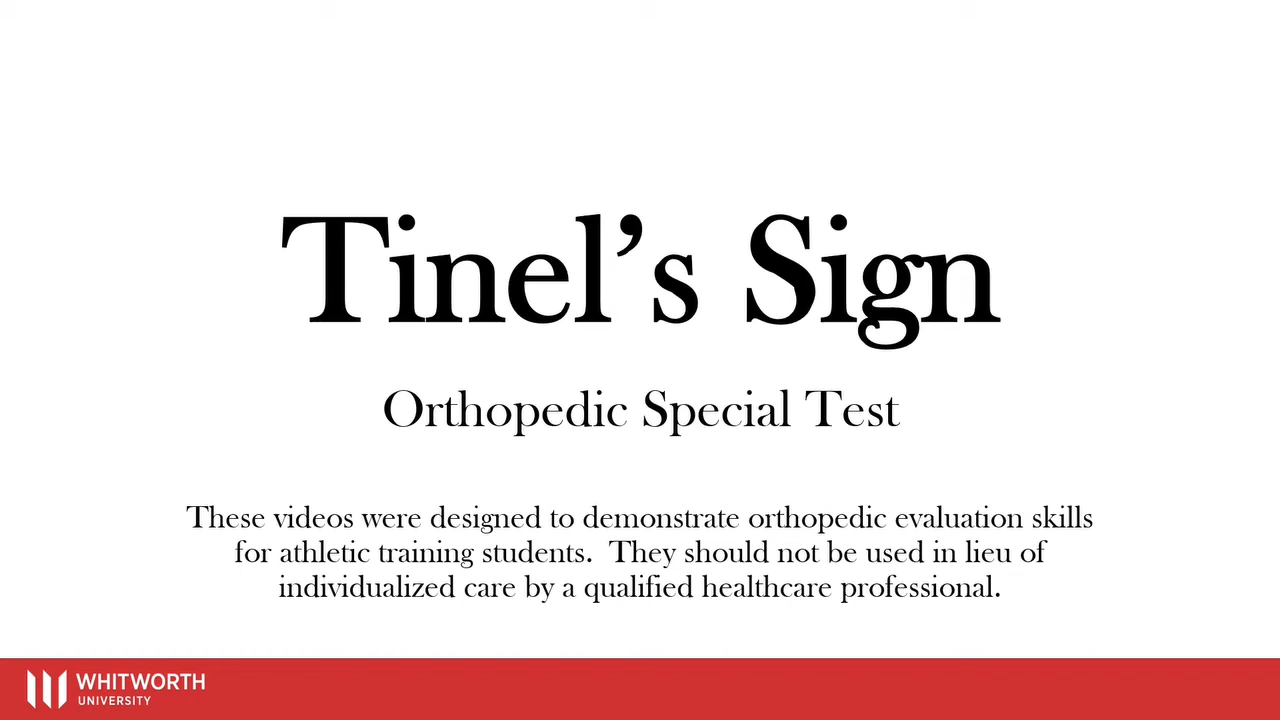 Tinel’s Sign
Orthopedic Special Test
These videos were designed to demonstrate orthopedic evaluation skills
for athletic training students.  They should not be used in lieu of
individualized care by a qualified healthcare professional.
WHITWORTH
UNIVERSITY